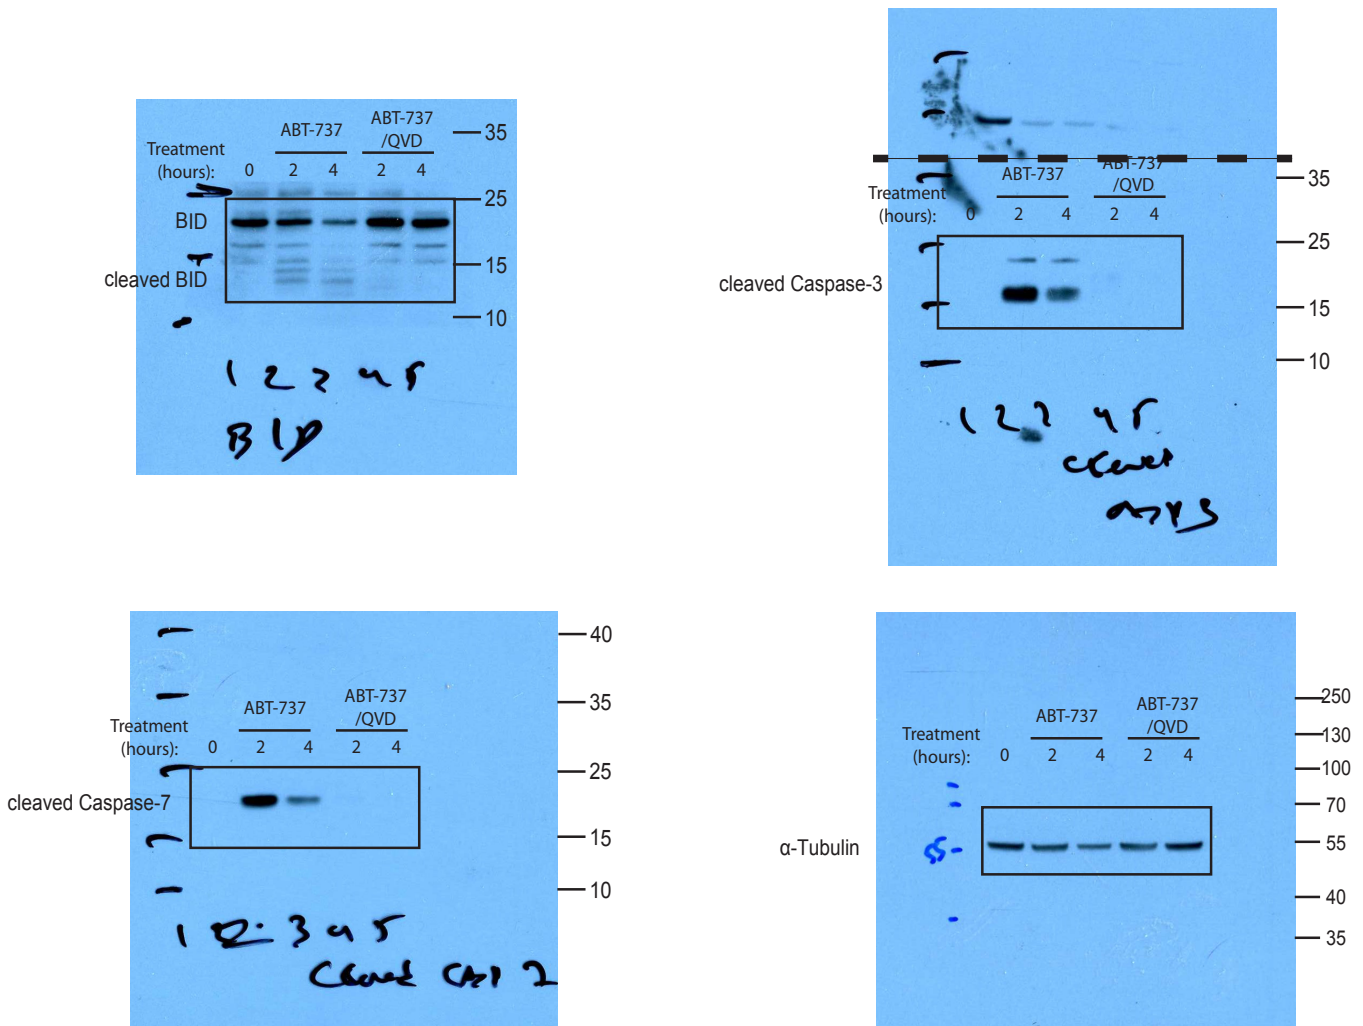 ABT-737
ABT-737
/QVD
Treatment
(hours):
0
2
4
2
4
35
25
15
10
BID
cleaved BID
1 2 3 4 5
BID
ABT-737
ABT-737
/QVD
Treatment
(hours):
0
2
4
2
4
35
25
15
10
cleaved Caspase-3
1 2 3 4 5
cleaved
ABT-737
ABT-737
/QVD
Treatment
(hours):
0
2
4
2
4
40
35
25
15
10
cleaved Caspase-7
1 2 3 4 5
Cleaved CASP 7
ABT-737
ABT-737
/QVD
Treatment
(hours):
0
2
4
2
4
250
130
100
70
55
40
35
α-Tubulin
55